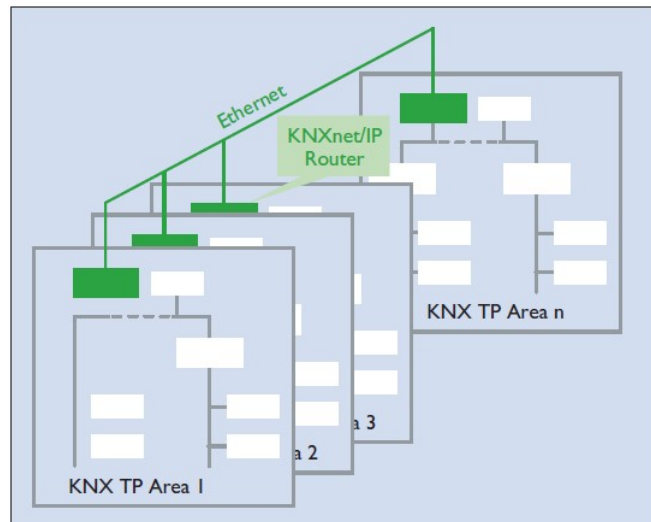 Ethernet
KNXnet/IP
Router
KNX TP Area n
a 3
a 2
KNX TP Area 1